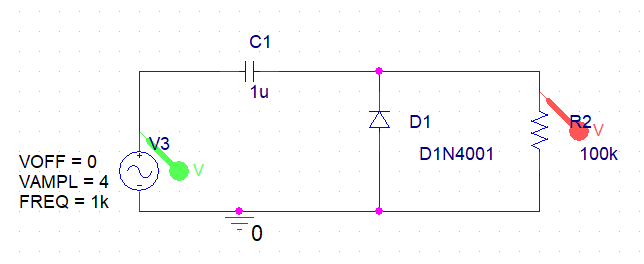 C1
1u
V3
V
VOFF = 0
VAMPL = 4
FREQ = 1k
+
-
D1
D1N4001
R2
V
100k
0